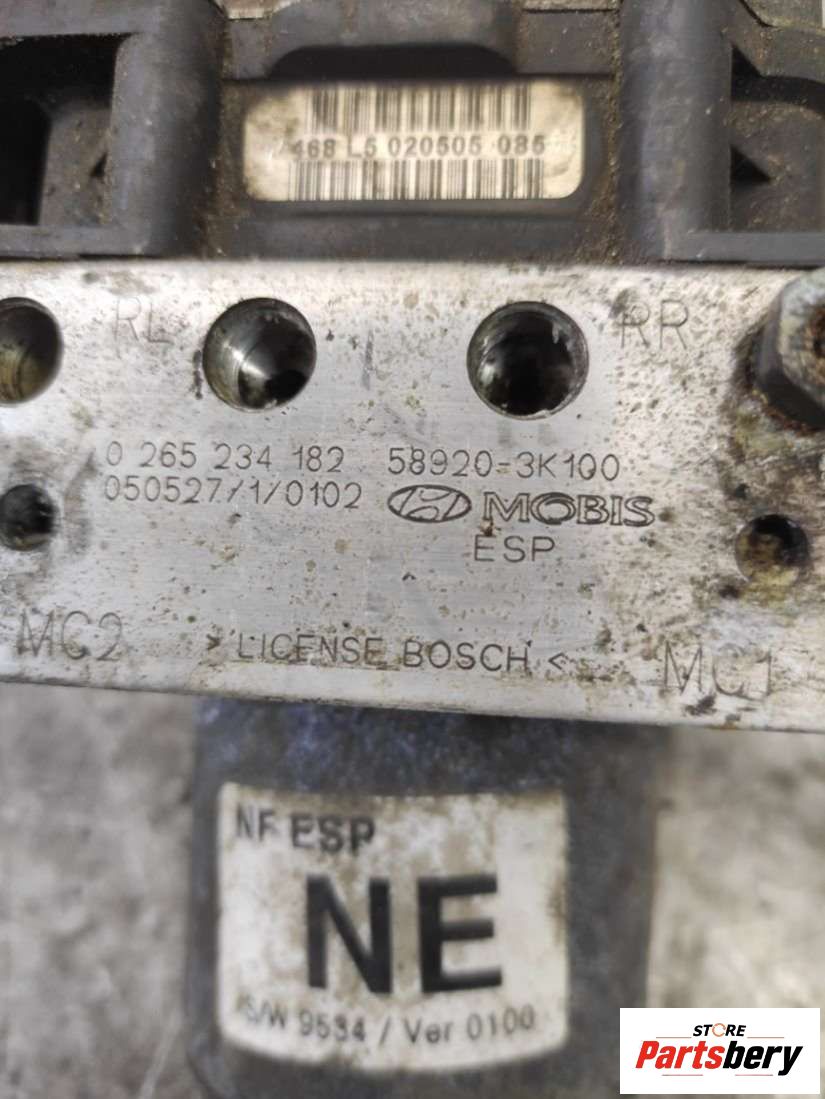 468 L5 020505 085
RL
RR
0 265 234 182 58920-3K100
050527/1/0102 MOBIS
ESP
MC2 > LICENSE BOSCH < MC1
NF ESP
NE
S/W 9534 / Ver 0100
STORE
Partsbery